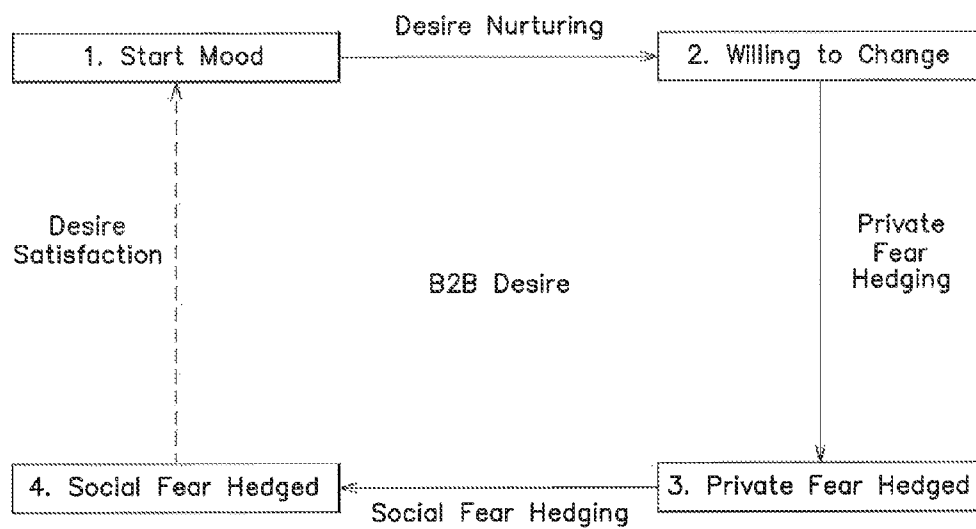 Desire Nurturing
1. Start Mood
2. Willing to Change
Desire
Satisfaction
Private
Fear
Hedging
B2B Desire
4. Social Fear Hedged
3. Private Fear Hedged
Social Fear Hedging